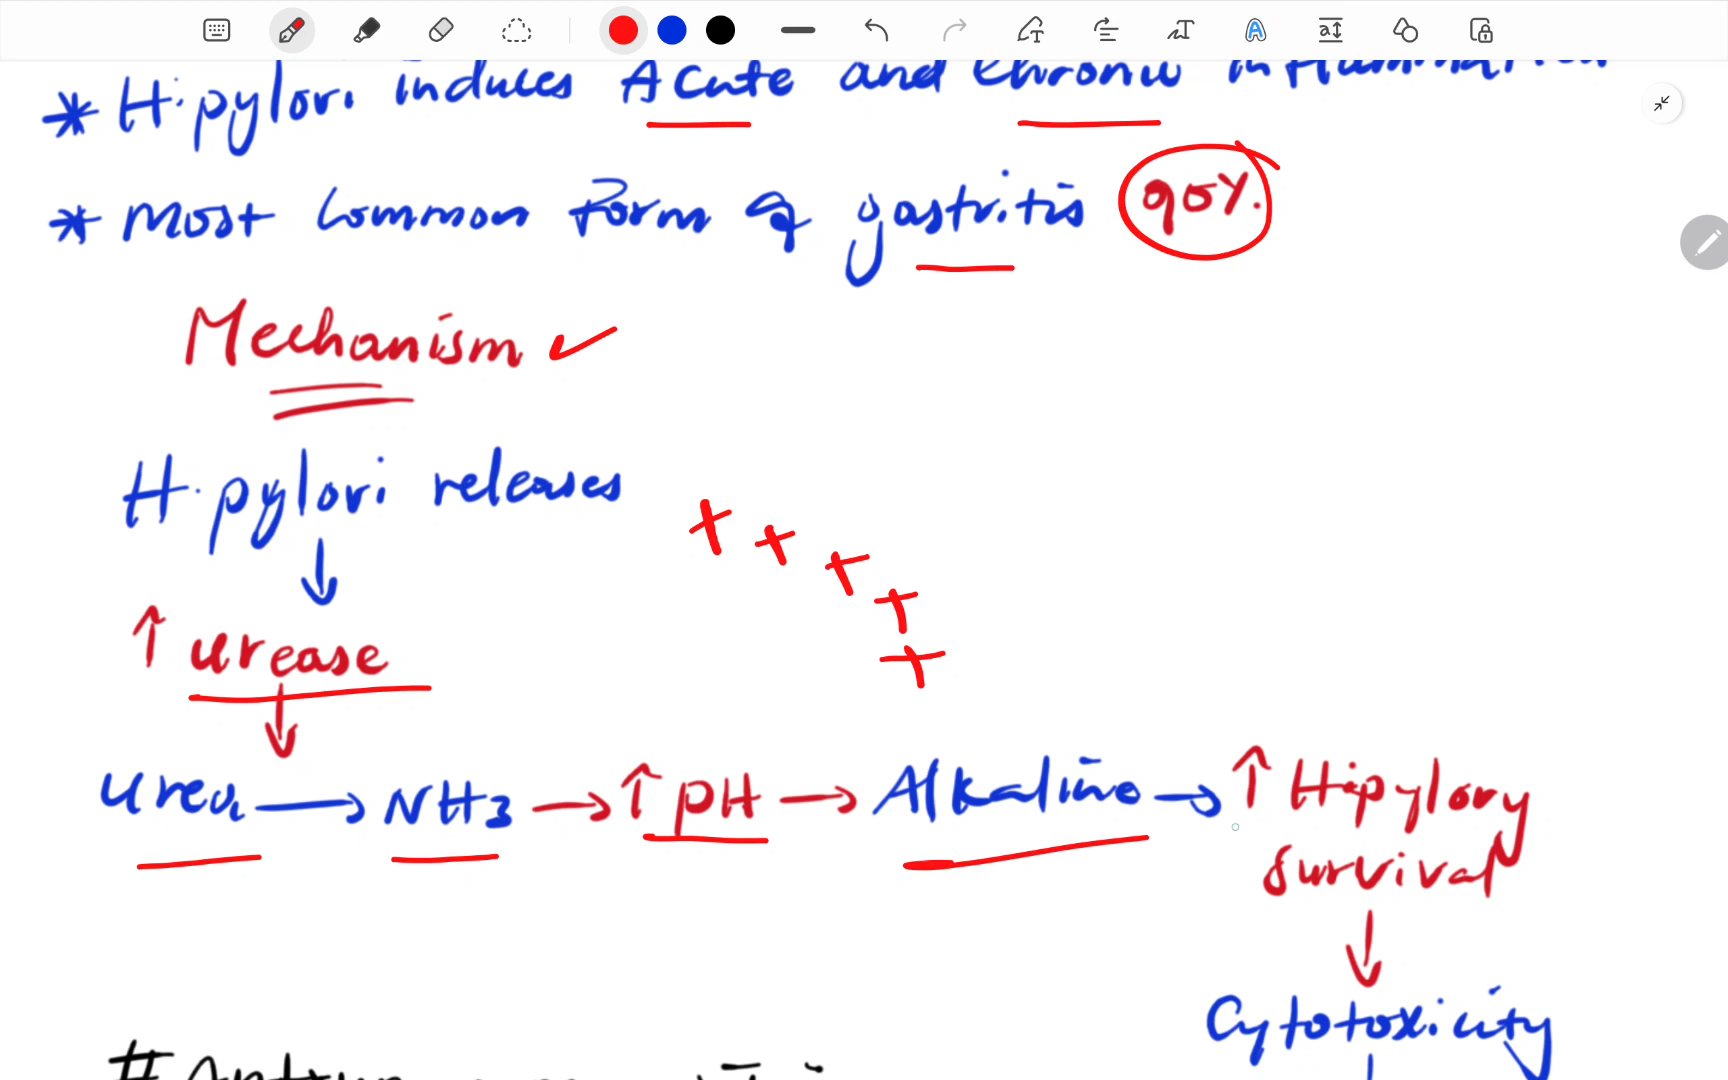 * H.pylori induces Acute and Chronic inflammation
* Most Common Form of gastritis 90%.
Mechanism ✓
H.pylori releases
↓
↑ urease
↓
Urea → NH3 → ↑ pH → Alkaline → ↑ H.pylory
survival
↓
Cytotoxicity